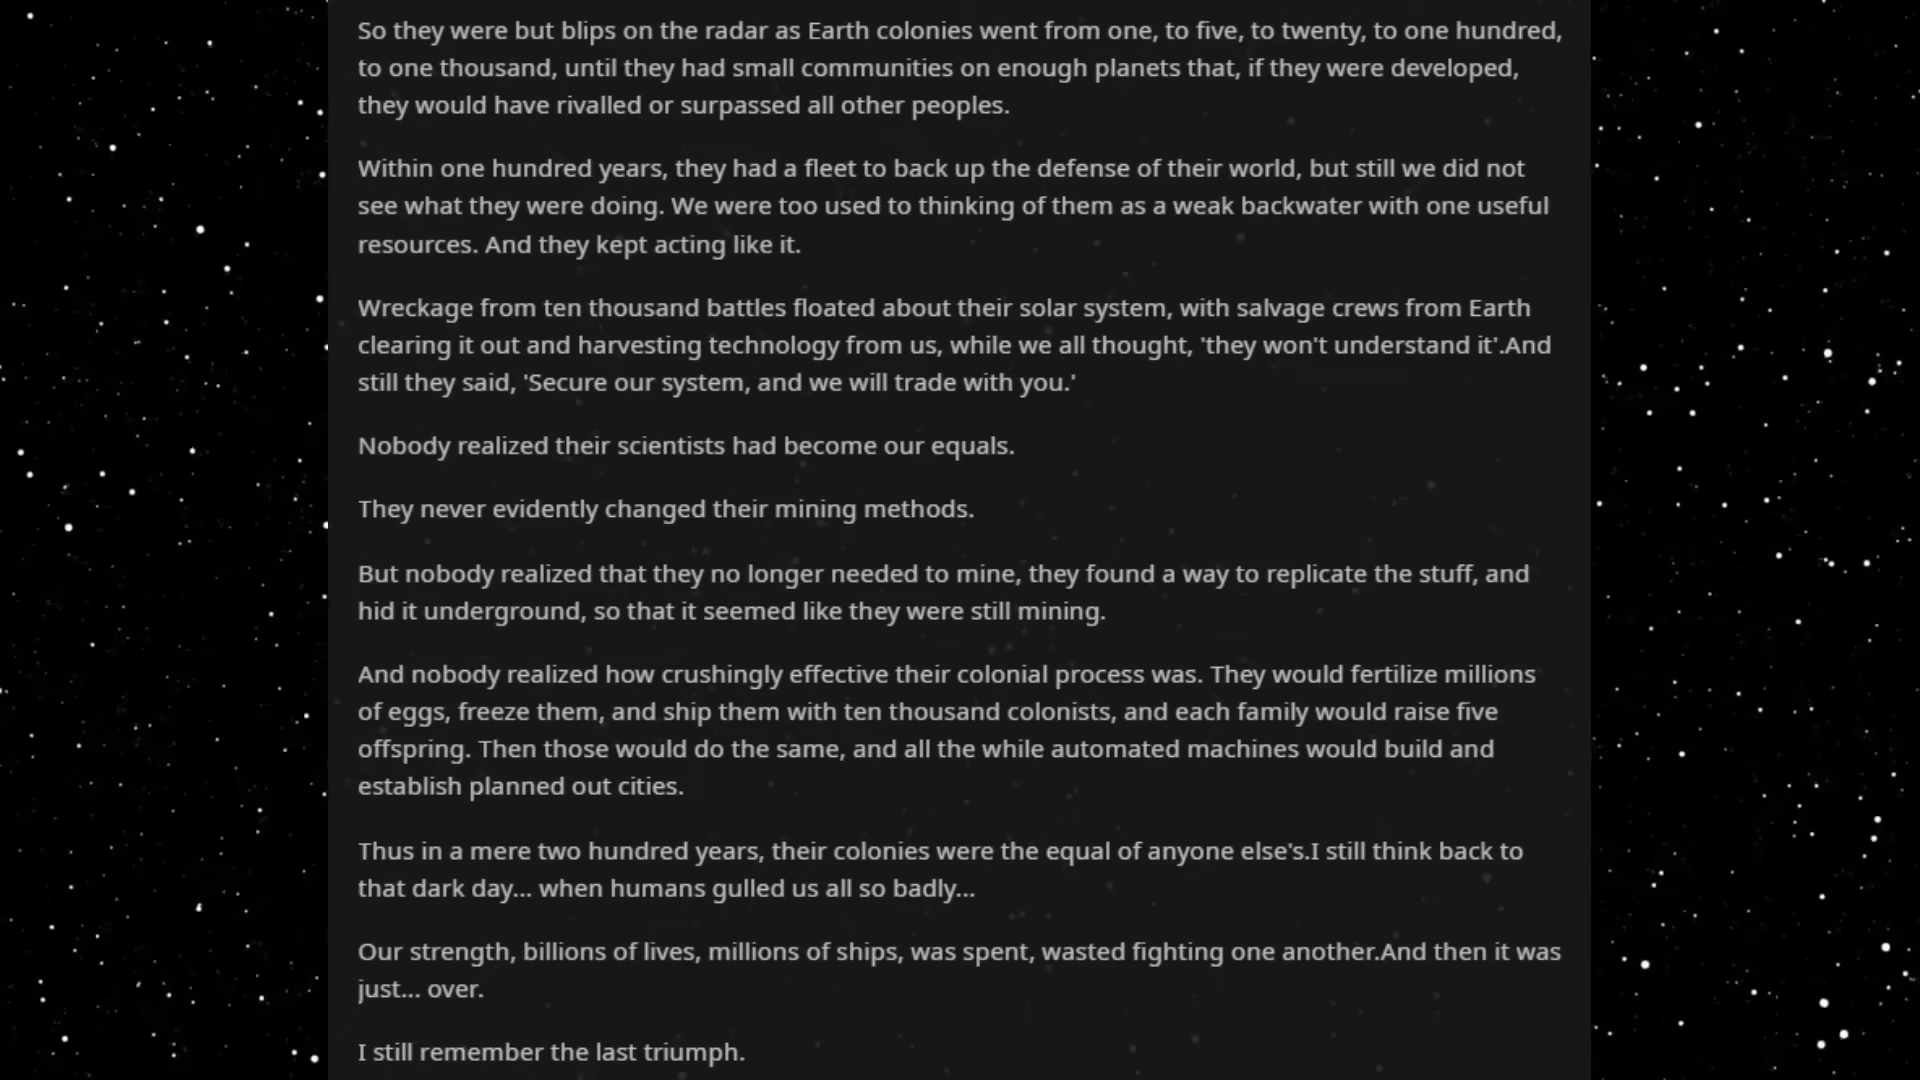 So they were but blips on the radar as Earth colonies went from one, to five, to twenty, to one hundred,
to one thousand, until they had small communities on enough planets that, if they were developed,
they would have rivalled or surpassed all other peoples.
Within one hundred years, they had a fleet to back up the defense of their world, but still we did not
see what they were doing. We were too used to thinking of them as a weak backwater with one useful
resources. And they kept acting like it.
Wreckage from ten thousand battles floated about their solar system, with salvage crews from Earth
clearing it out and harvesting technology from us, while we all thought, 'they won't understand it'.And
still they said, 'Secure our system, and we will trade with you.'
Nobody realized their scientists had become our equals.
They never evidently changed their mining methods.
But nobody realized that they no longer needed to mine, they found a way to replicate the stuff, and
hid it underground, so that it seemed like they were still mining.
And nobody realized how crushingly effective their colonial process was. They would fertilize millions
of eggs, freeze them, and ship them with ten thousand colonists, and each family would raise five
offspring. Then those would do the same, and all the while automated machines would build and
establish planned out cities.
Thus in a mere two hundred years, their colonies were the equal of anyone else's.I still think back to
that dark day... when humans gulled us all so badly...
Our strength, billions of lives, millions of ships, was spent, wasted fighting one another.And then it was
just... over.
I still remember the last triumph.